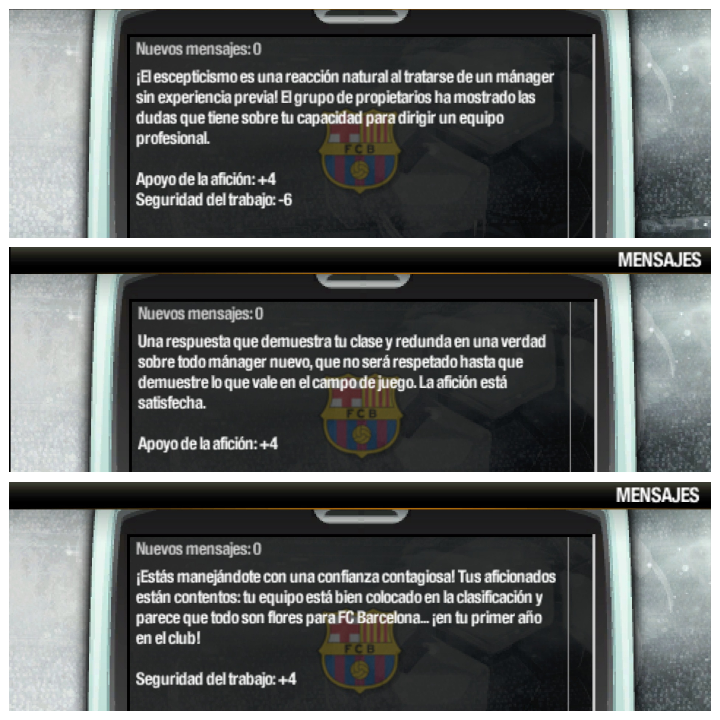 Nuevos mensajes: 0
¡El escepticismo es una reacción natural al tratarse de un mánager
sin experiencia previa! El grupo de propietarios ha mostrado las
dudas que tiene sobre tu capacidad para dirigir un equipo
profesional.
Apoyo de la afición: +4
Seguridad del trabajo: -6
FCB
MENSAJES
Nuevos mensajes: 0
Una respuesta que demuestra tu clase y redunda en una verdad
sobre todo mánager nuevo, que no será respetado hasta que
demuestre lo que vale en el campo de juego. La afición está
satisfecha.
Apoyo de la afición: +4
FCB
MENSAJES
Nuevos mensajes: 0
¡Estás manejándote con una confianza contagiosa! Tus aficionados
están contentos: tu equipo está bien colocado en la clasificación y
parece que todo son flores para FC Barcelona... ¡en tu primer año
en el club!
Seguridad del trabajo: +4
FCB